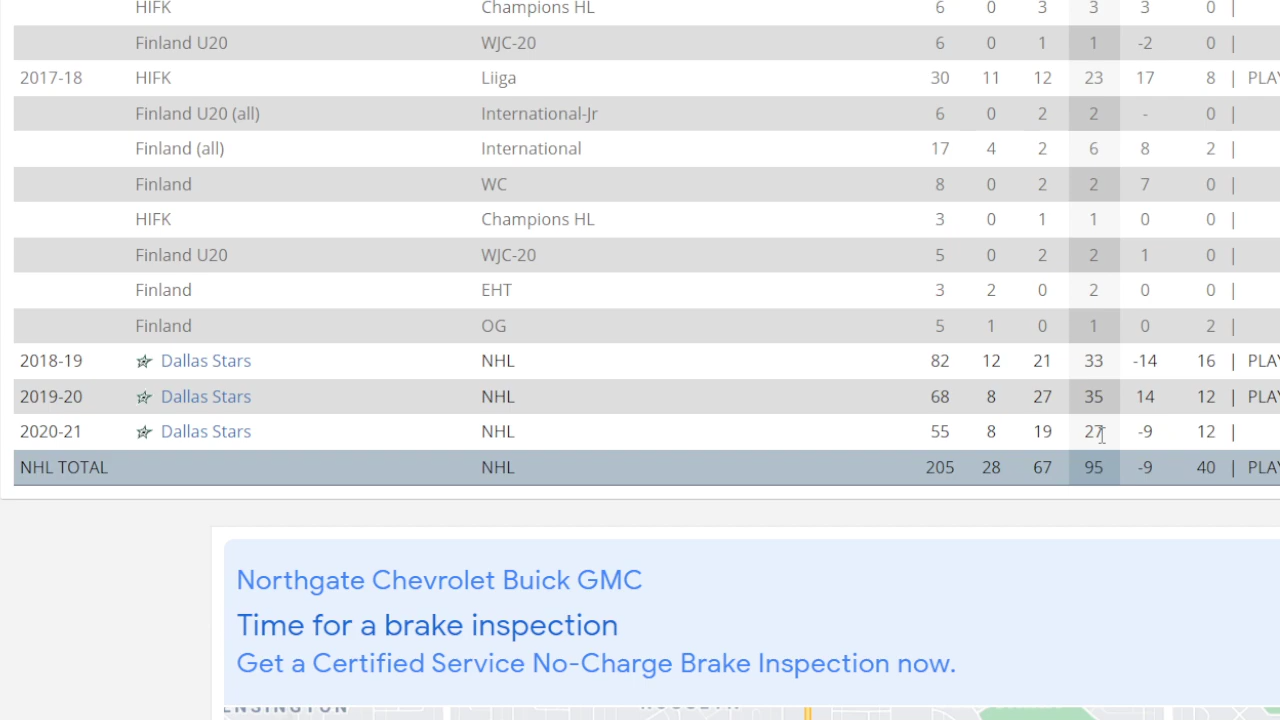 HIFK Champions HL 6 0 3 3 3 0 |
Finland U20 WJC-20 6 0 1 1 -2 0 |
2017-18 HIFK Liiga 30 11 12 23 17 8 | PLAY
Finland U20 (all) International-Jr 6 0 2 2 - 0 |
Finland (all) International 17 4 2 6 8 2 |
Finland WC 8 0 2 2 7 0 |
HIFK Champions HL 3 0 1 1 0 0 |
Finland U20 WJC-20 5 0 2 2 1 0 |
Finland EHT 3 2 0 2 0 0 |
Finland OG 5 1 0 1 0 2 |
2018-19 Dallas Stars NHL 82 12 21 33 -14 16 | PLAY
2019-20 Dallas Stars NHL 68 8 27 35 14 12 | PLAY
2020-21 Dallas Stars NHL 55 8 19 27 -9 12 |
NHL TOTAL NHL 205 28 67 95 -9 40 | PLAY
Northgate Chevrolet Buick GMC
Time for a brake inspection
Get a Certified Service No-Charge Brake Inspection now.